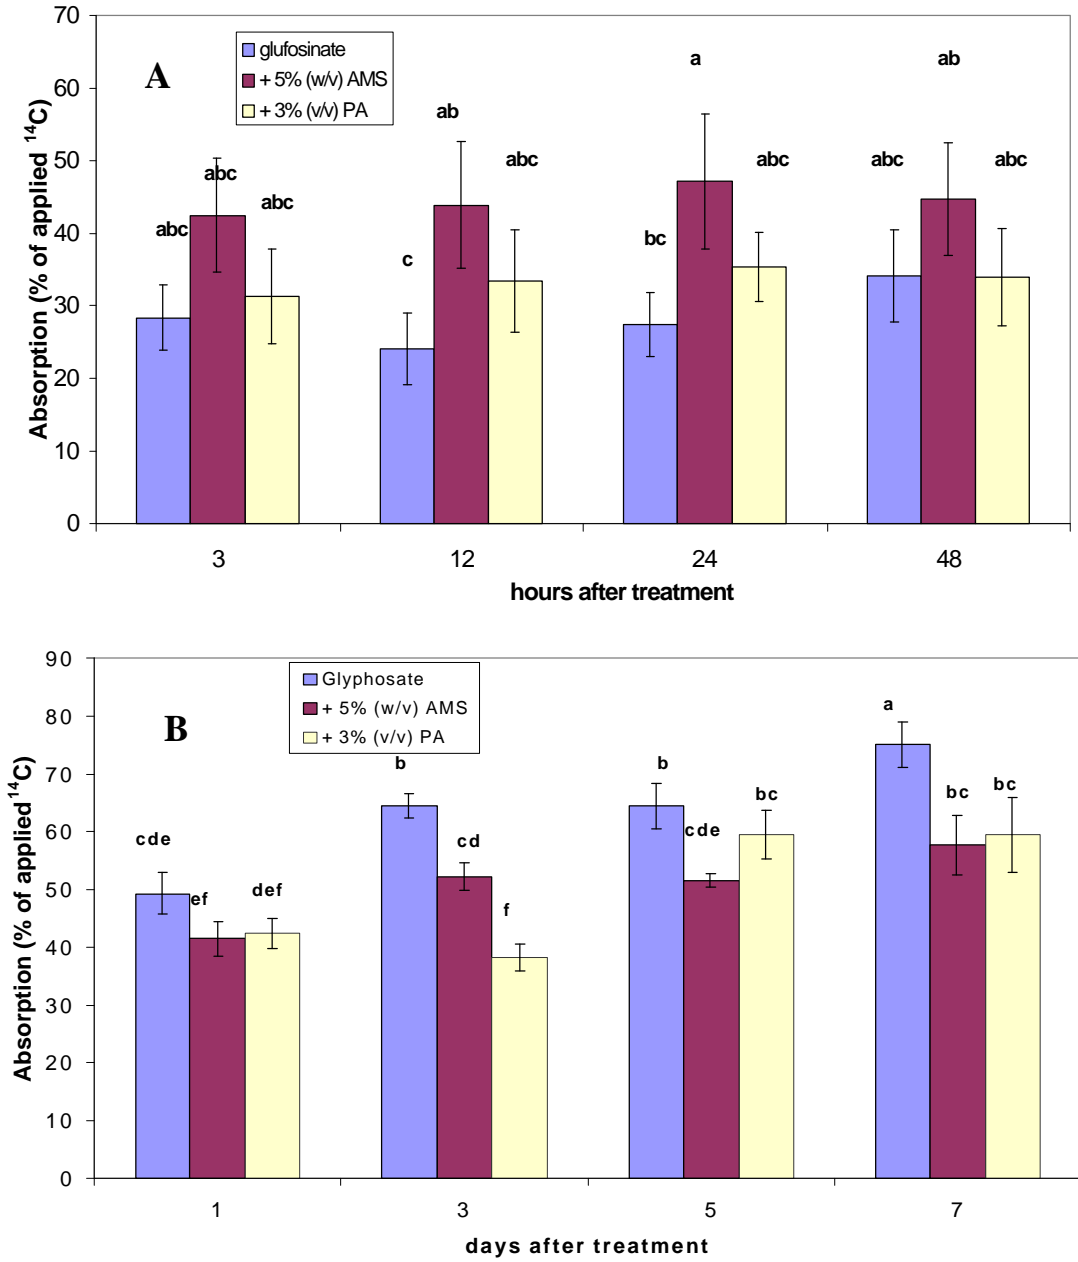 70
60
50
40
30
20
10
0
Absorption (% of applied ¹⁴C)
A
glufosinate
+ 5% (w/v) AMS
+ 3% (v/v) PA
abc
abc
abc
c
ab
abc
bc
a
abc
abc
ab
abc
3
12
24
48
hours after treatment
90
80
70
60
50
40
30
20
10
0
Absorption (% of applied ¹⁴C)
B
Glyphosate
+ 5% (w/v) AMS
+ 3% (v/v) PA
cde
ef
def
b
cd
f
b
cde
bc
a
bc
bc
1
3
5
7
days after treatment